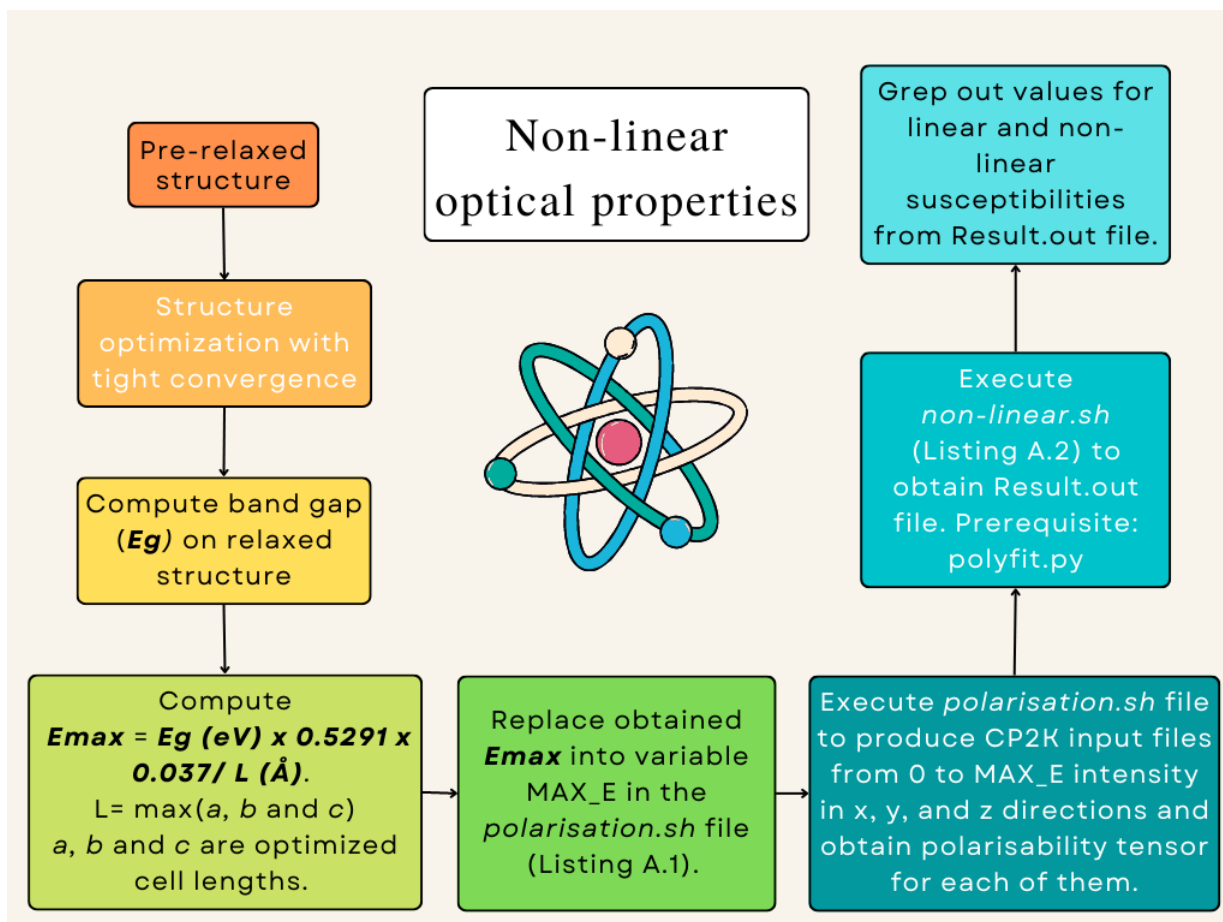 Non-linear
optical properties
Pre-relaxed
structure
Structure
optimization with
tight convergence
Compute band gap
(Eg) on relaxed
structure
Compute
Emax = Eg (eV) x 0.5291 x
0.037/ L (Å).
L= max(a, b and c)
a, b and c are optimized
cell lengths.
Replace obtained
Emax into variable
MAX_E in the
polarisation.sh file
(Listing A.1).
Execute polarisation.sh file
to produce CP2K input files
from 0 to MAX_E intensity
in x, y, and z directions and
obtain polarisability tensor
for each of them.
Execute
non-linear.sh
(Listing A.2) to
obtain Result.out
file. Prerequisite:
polyfit.py
Grep out values for
linear and non-
linear
susceptibilities
from Result.out file.